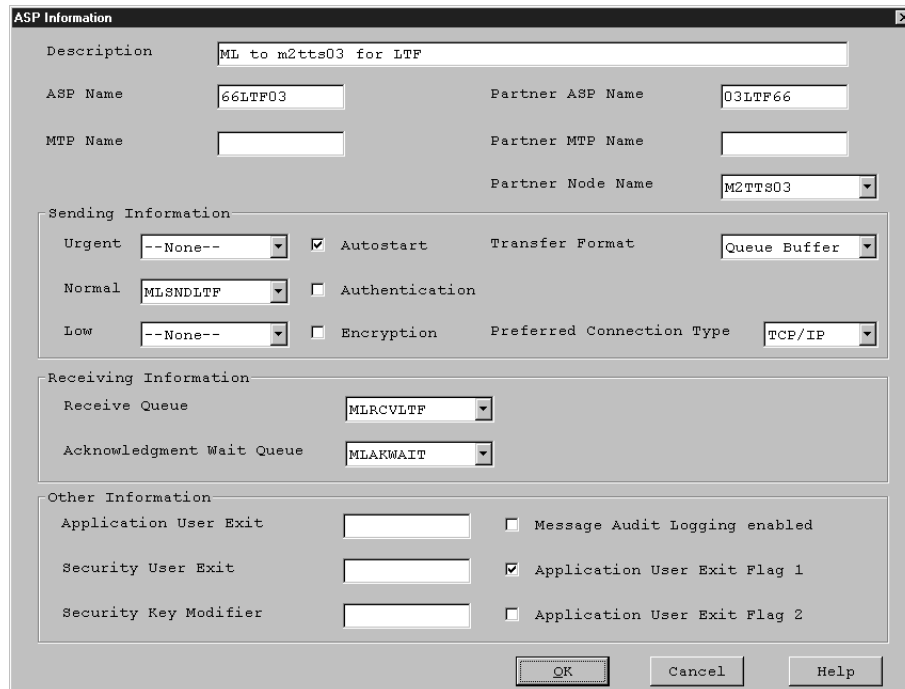 ASP Information
Description ML to m2tts03 for LTF
ASP Name 66LTF03 Partner ASP Name 03LTF66
MTP Name Partner MTP Name
Partner Node Name M2TTS03
Sending Information
Urgent --None-- Autostart Transfer Format Queue Buffer
Normal MLSNDLTF Authentication
Low --None-- Encryption Preferred Connection Type TCP/IP
Receiving Information
Receive Queue MLRCVLTF
Acknowledgment Wait Queue MLAKWAIT
Other Information
Application User Exit Message Audit Logging enabled
Security User Exit Application User Exit Flag 1
Security Key Modifier Application User Exit Flag 2
OK Cancel Help